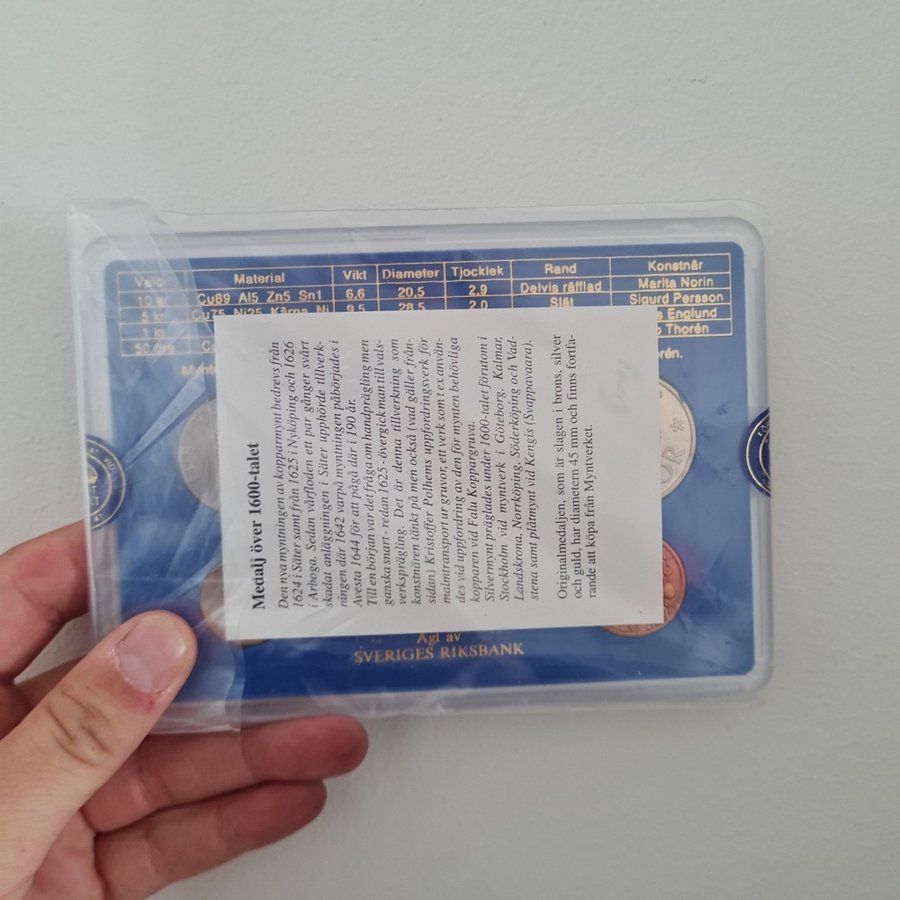 Valör Material Vikt Diameter Tjocklek Rand Konstnär
10 kr Cu89 Al5 Zn5 Sn1 6.6 20.5 2.9 Delvis räfflad Marita Norin
5 kr Cu75 Ni25 Kärna Ni 9.5 28.5 2.0 Slät Sigurd Persson
1 kr Englund
50 öre Thorén
Medalj över 1600-talet
Den nya myntningen av kopparmynt bedrevs från
1624 i Säter samt från 1625 i Nyköping och 1626
i Arboga. Sedan vårfloden ett par gånger svårt
skadat anläggningen i Säter upphörde tillverk-
ningen där 1642 varpå myntningen påbörjades i
Avesta 1644 för att pågå där i 190 år.
Till en början var det fråga om handprägling men
ganska snart - redan 1625 - övergick man till vals-
verksprägling. Det är denna tillverkning som
konstnären tänkt på men också (vad gäller från-
sidan) Kristoffer Polhems uppfordringsverk för
malmtransport ur gruvor, ett verk som t ex använ-
des vid uppfordring av den för mynten behövliga
kopparen vid Falu Koppargruva.
Silvermynt präglades under 1600-talet förutom i
Stockholm vid myntverk i Göteborg, Kalmar,
Landskrona, Norrköping, Söderköping och Vad-
stena samt plåtmynt vid Kengis (Svappavaara).
Originalmedaljen, som är slagen i brons, silver
och guld, har diametern 45 mm och finns fortfa-
rande att köpa från Myntverket.
Ägt av
SVERIGES RIKSBANK